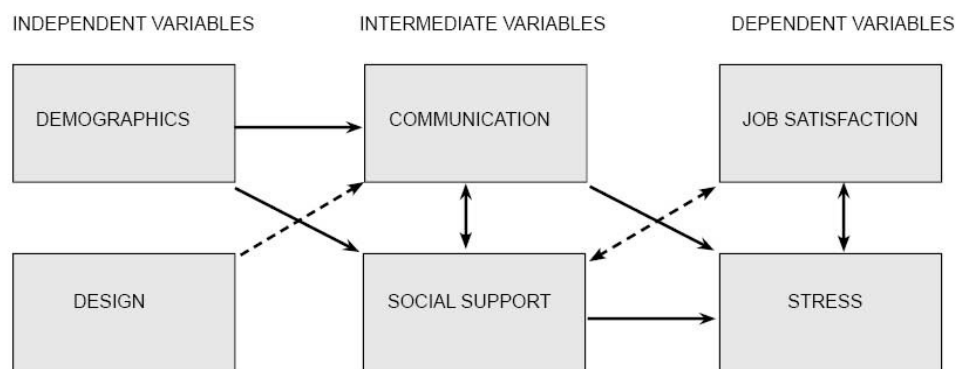 INDEPENDENT VARIABLES
INTERMEDIATE VARIABLES
DEPENDENT VARIABLES
DEMOGRAPHICS
COMMUNICATION
JOB SATISFACTION
DESIGN
SOCIAL SUPPORT
STRESS